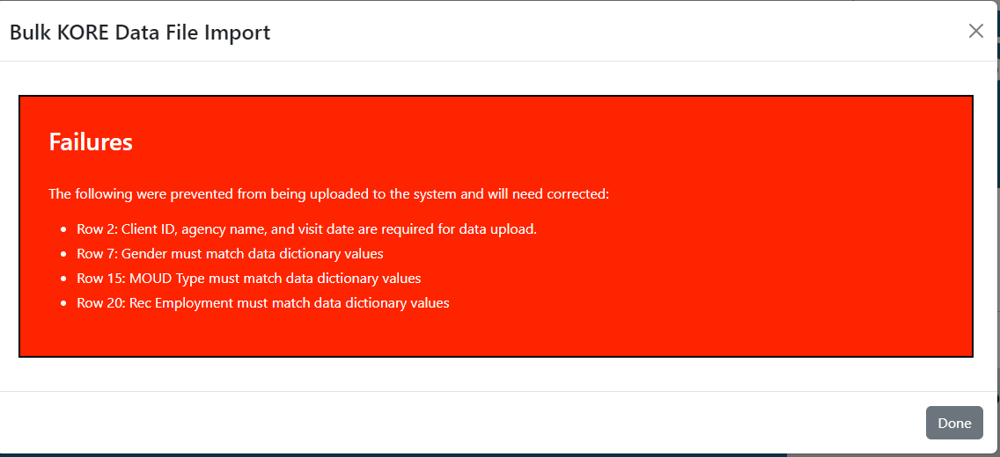 Bulk KORE Data File Import
Failures
The following were prevented from being uploaded to the system and will need corrected:
Row 2: Client ID, agency name, and visit date are required for data upload.
Row 7: Gender must match data dictionary values
Row 15: MOUD Type must match data dictionary values
Row 20: Rec Employment must match data dictionary values
Done